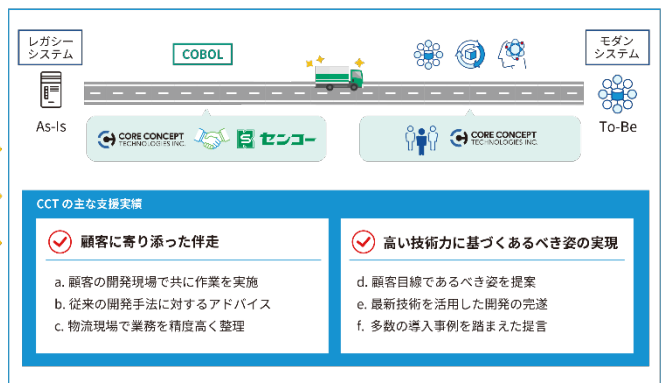 レガシー
システム
COBOL
モダン
システム
As-Is
To-Be
CORE CONCEPT
TECHNOLOGIES INC.
S センコー
CORE CONCEPT
TECHNOLOGIES INC.
CCT の主な支援実績
顧客に寄り添った伴走
a. 顧客の開発現場で共に作業を実施
b. 従来の開発手法に対するアドバイス
c. 物流現場で業務を精度高く整理
高い技術力に基づくあるべき姿の実現
d. 顧客目線であるべき姿を提案
e. 最新技術を活用した開発の完遂
f. 多数の導入事例を踏まえた提言